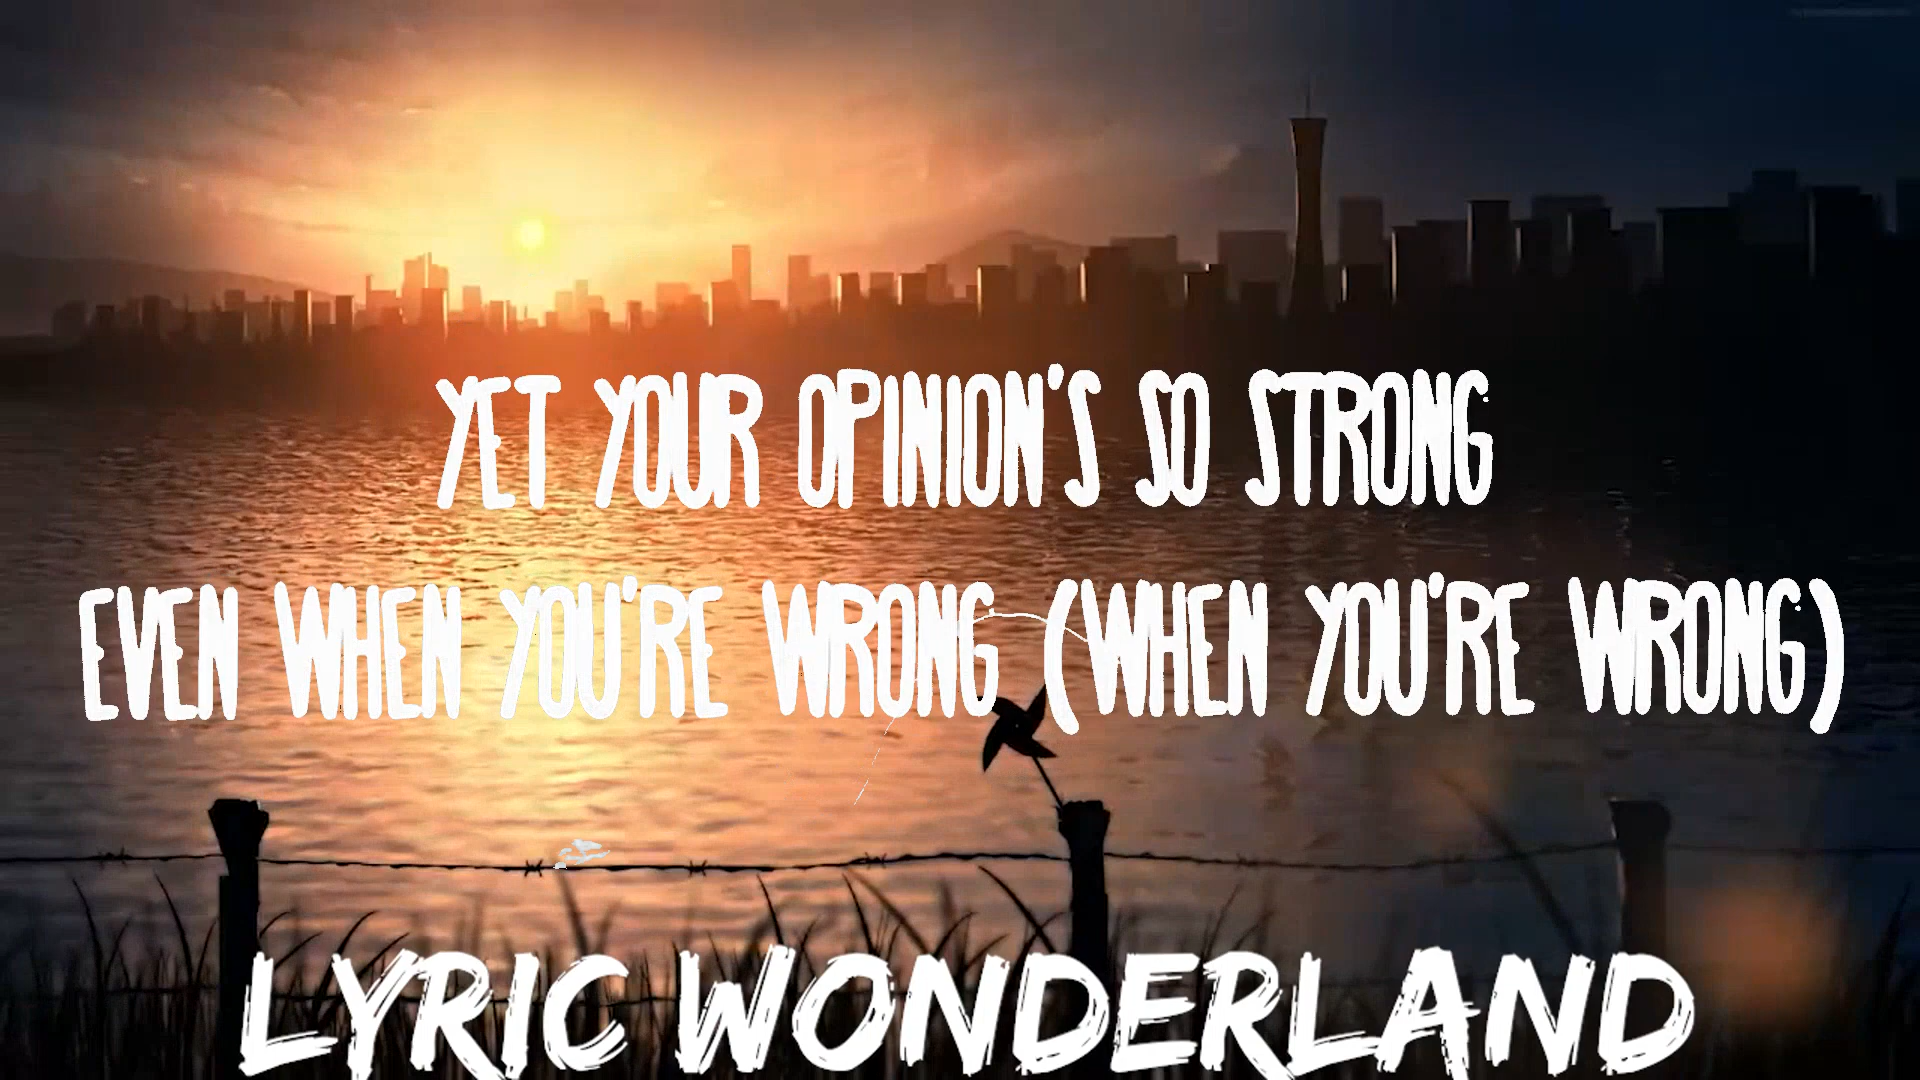 YET YOUR OPINION'S SO STRONG
EVEN WHEN YOU'RE WRONG (WHEN YOU'RE WRONG)
LYRIC WONDERLAND